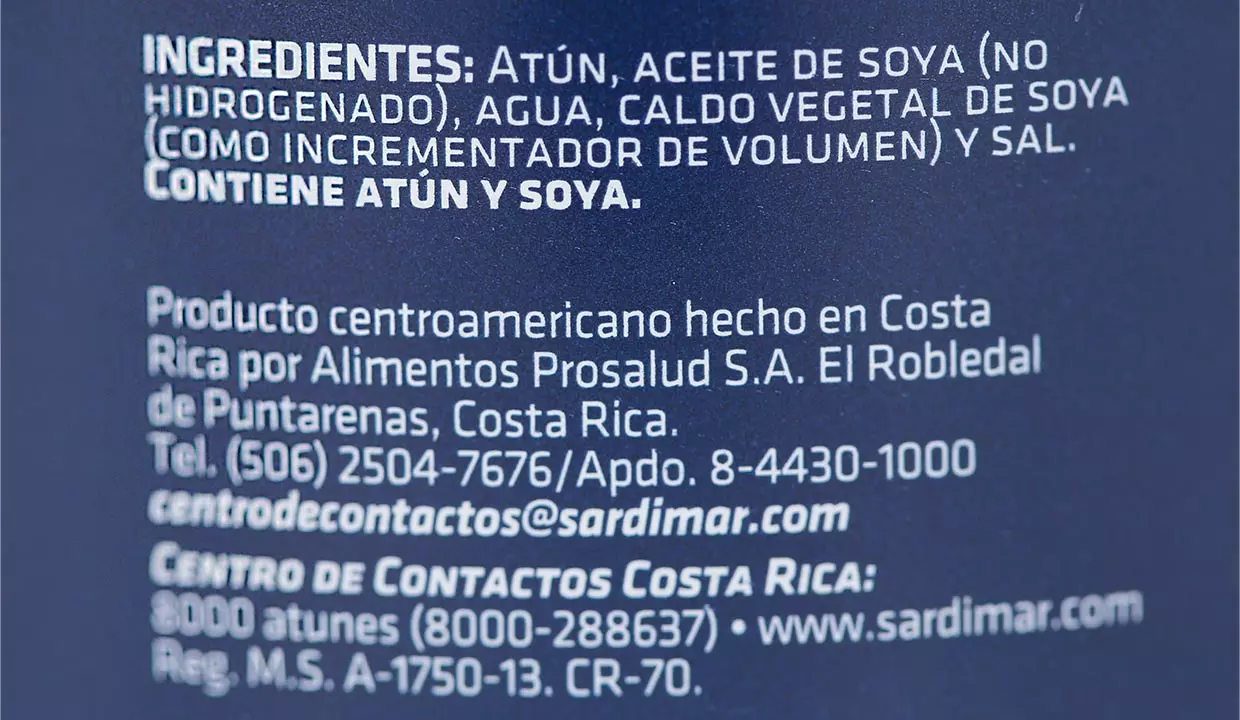 INGREDIENTES: ATÚN, ACEITE DE SOYA (NO
HIDROGENADO), AGUA, CALDO VEGETAL DE SOYA
(COMO INCREMENTADOR DE VOLUMEN) Y SAL.
CONTIENE ATÚN Y SOYA.
Producto centroamericano hecho en Costa
Rica por Alimentos Prosalud S.A. El Robledal
de Puntarenas, Costa Rica.
Tel. (506) 2504-7676/Apdo. 8-4430-1000
centrodecontactos@sardimar.com
CENTRO DE CONTACTOS COSTA RICA:
8000 atunes (8000-288637) • www.sardimar.com
Reg. M.S. A-1750-13. CR-70.